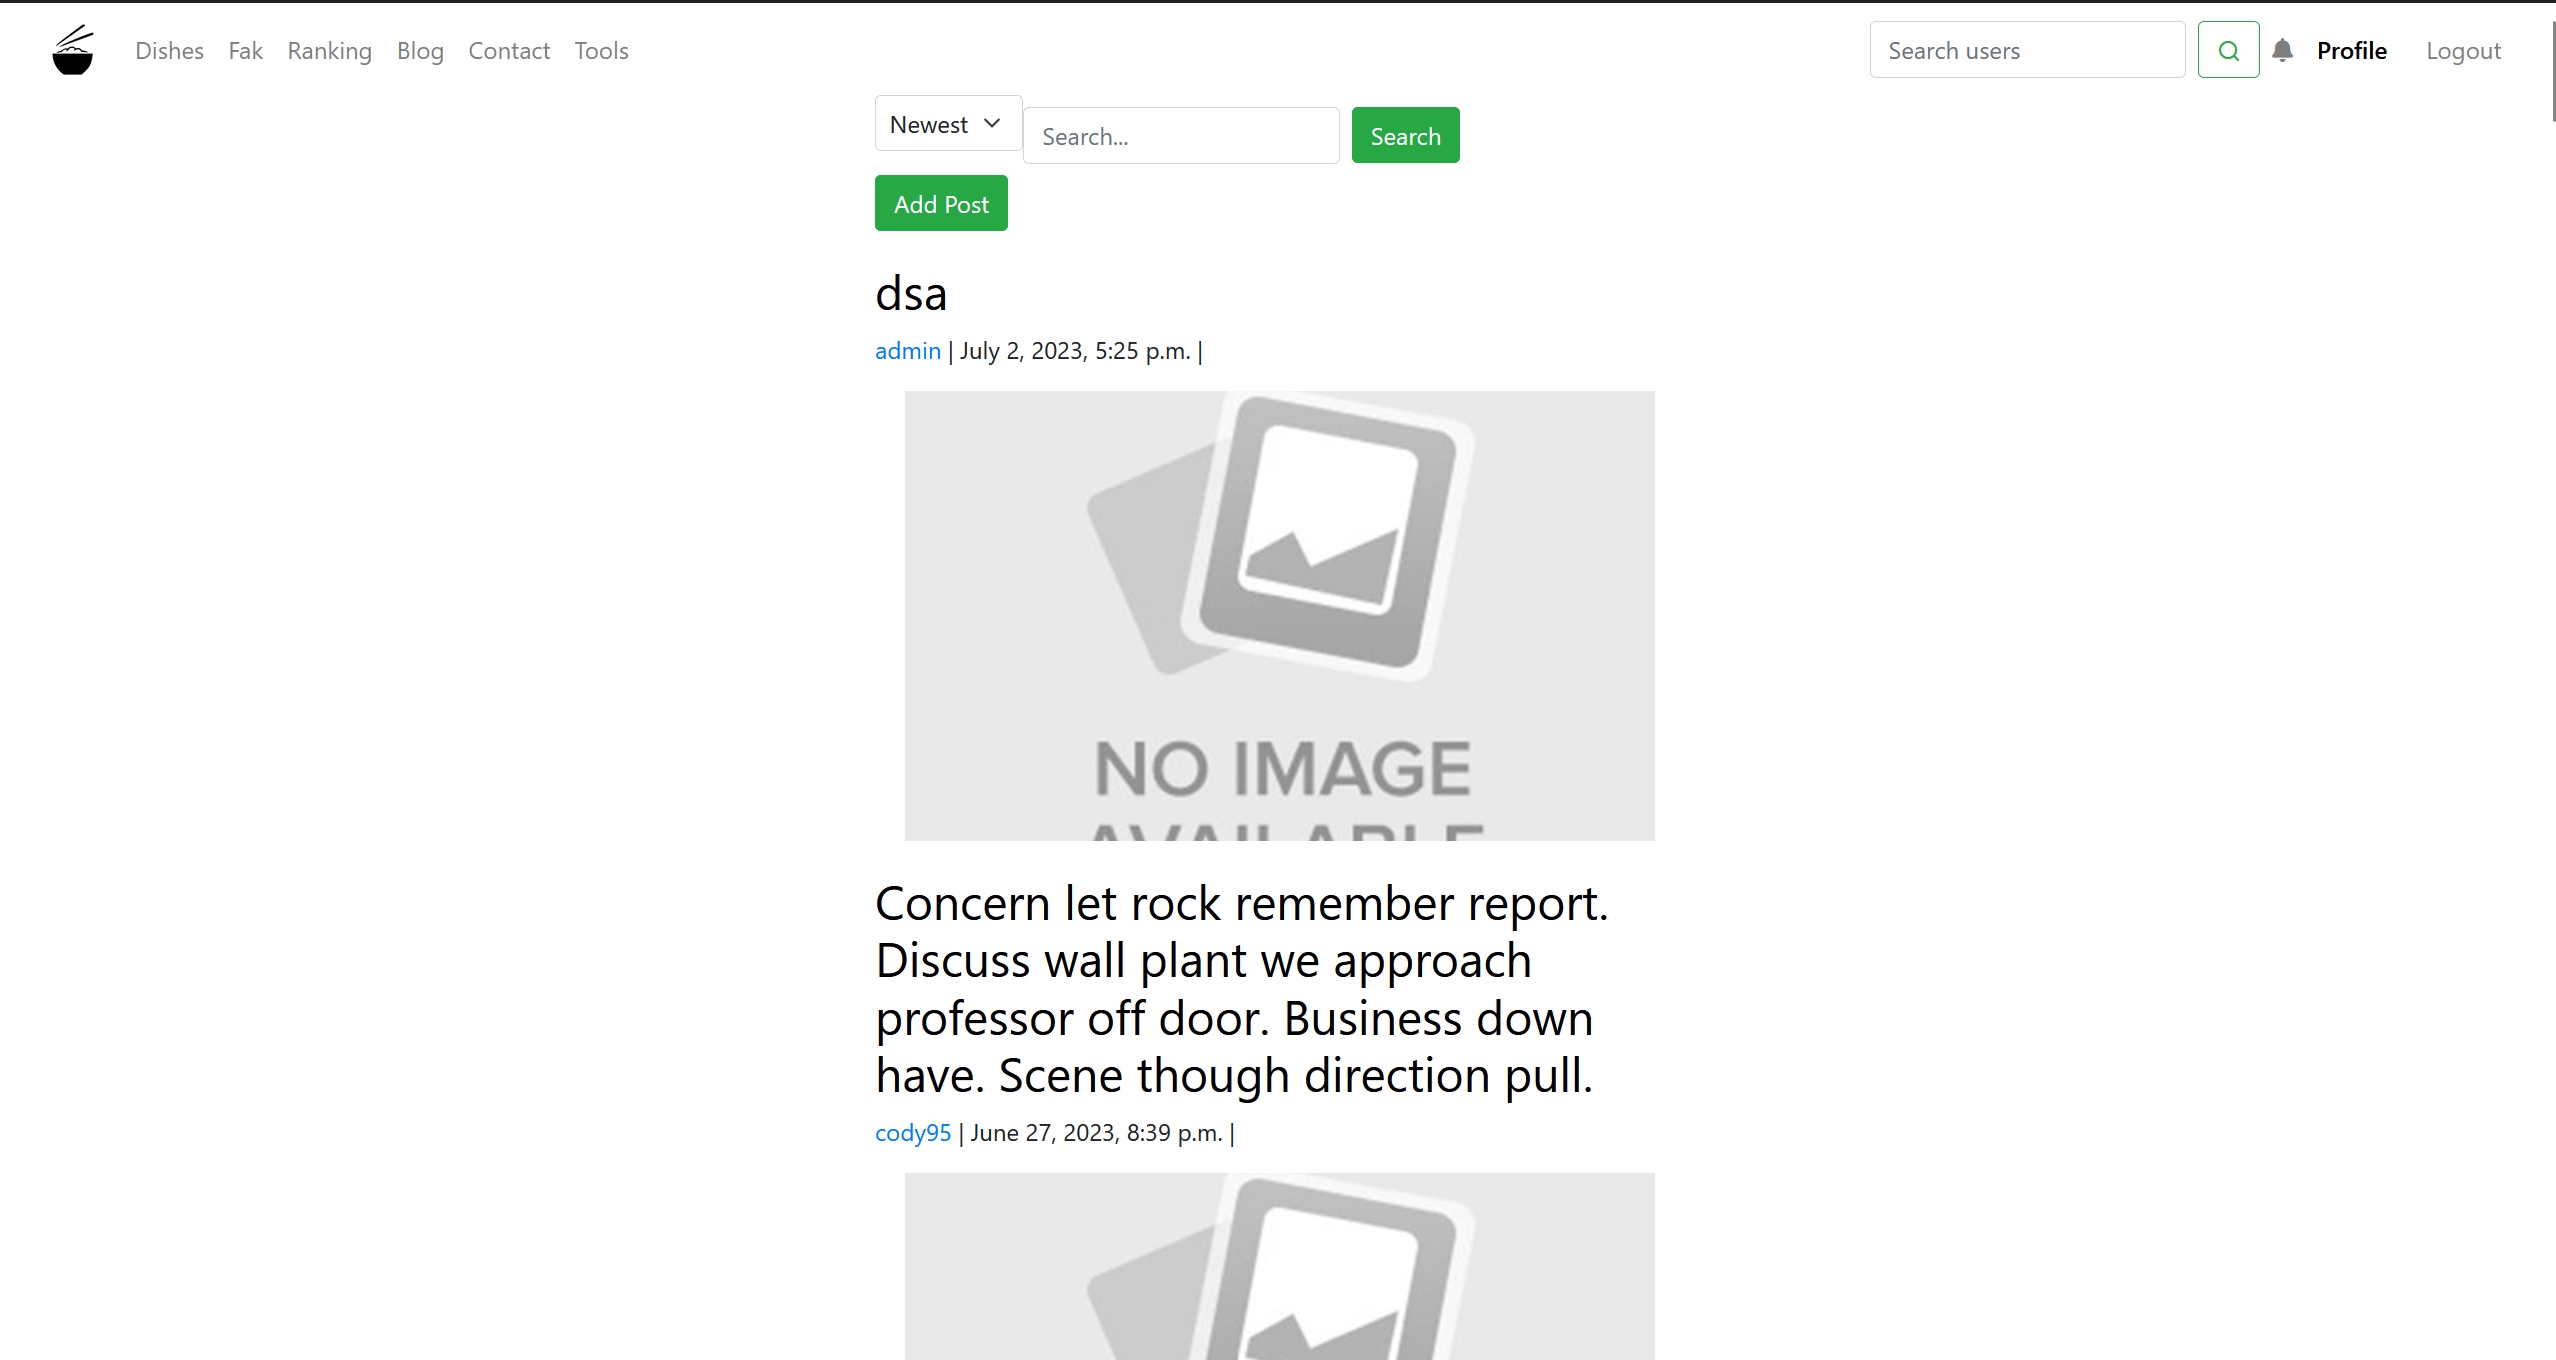 Dishes Fak Ranking Blog Contact Tools Search users Profile Logout
Newest Search... Search
Add Post
dsa
admin | July 2, 2023, 5:25 p.m. |
NO IMAGE
AVAILABLE
Concern let rock remember report.
Discuss wall plant we approach
professor off door. Business down
have. Scene though direction pull.
cody95 | June 27, 2023, 8:39 p.m. |